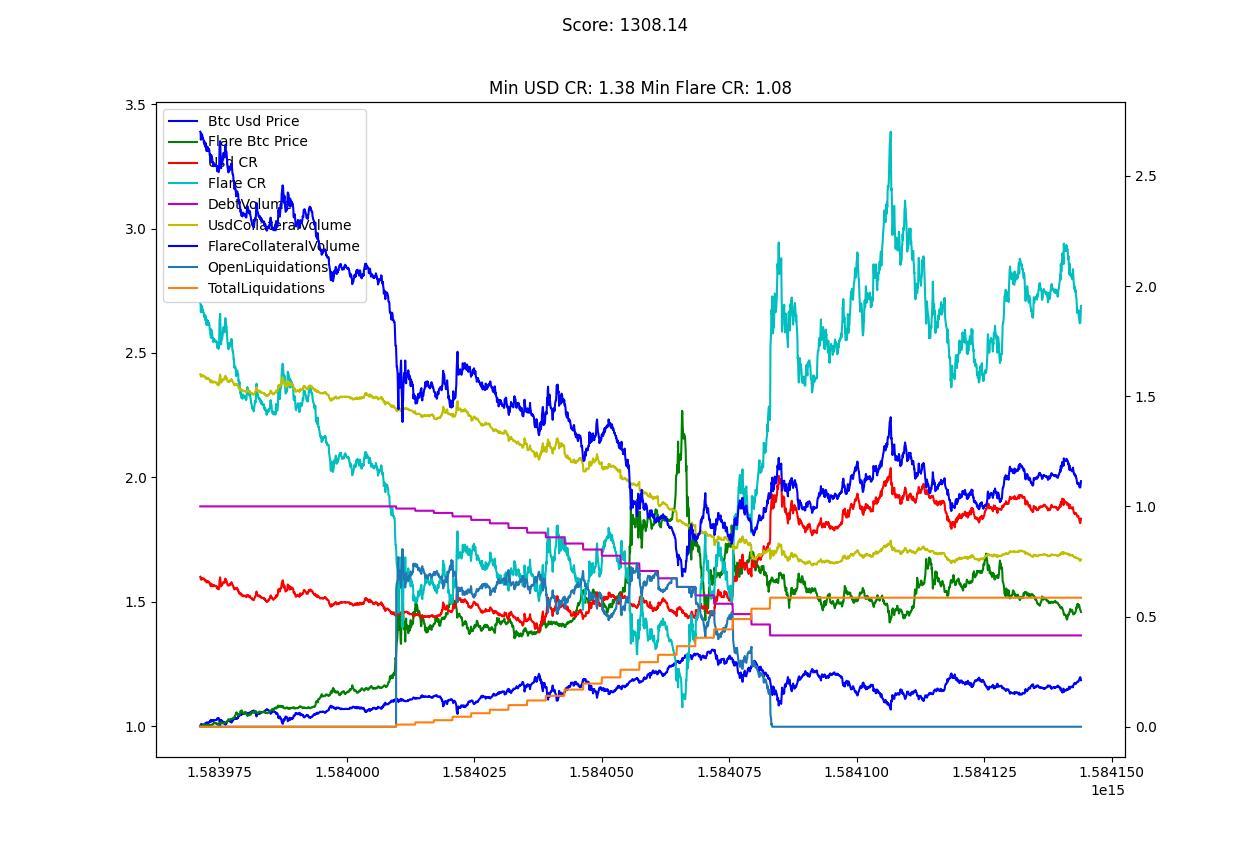 Score: 1308.14
Min USD CR: 1.38 Min Flare CR: 1.08
3.5
3.0
2.5
2.0
1.5
1.0
Btc Usd Price
Flare Btc Price
Usd CR
Flare CR
DebtVolume
UsdCollateralVolume
FlareCollateralVolume
OpenLiquidations
TotalLiquidations
2.5
2.0
1.5
1.0
0.5
0.0
1.583975
1.584000
1.584025
1.584050
1.584075
1.584100
1.584125
1.584150
1e15